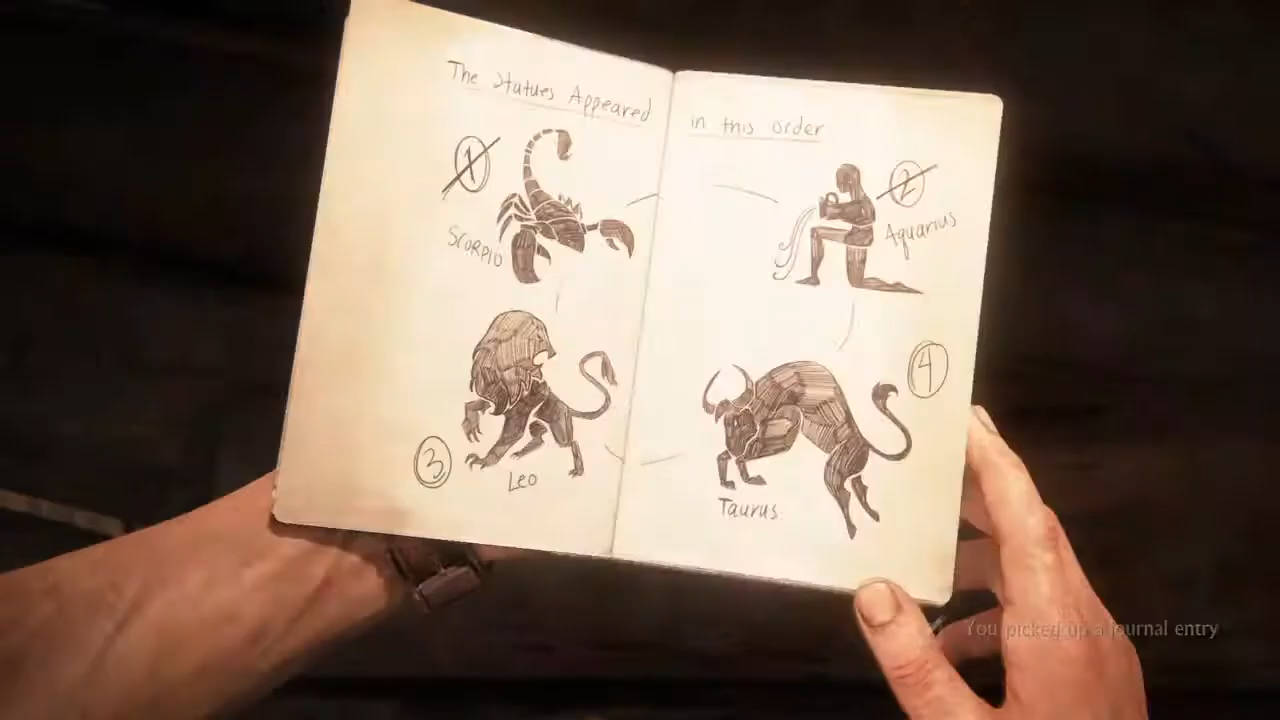 The Statues Appeared in this order
1
2
Scorpio
Aquarius
3
4
Leo
Taurus
You picked up a journal entry